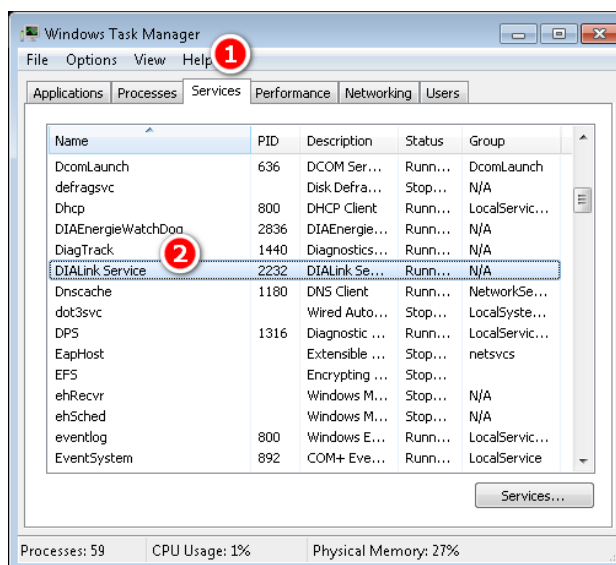 Windows Task Manager
File Options View Help 1
Applications Processes Services Performance Networking Users
Name PID Description Status Group
DcomLaunch 636 DCOM Ser... Runn... DcomLaunch
defragsvc Disk Defra... Stop... N/A
Dhcp 800 DHCP Client Runn... LocalServic...
DIAEnergieWatchDog 2836 DIAEnergie... Runn... N/A
DiagTrack 1440 Diagnostics... Runn... N/A
2
DIALink Service 2232 DIALink Se... Runn... N/A
Dnscache 1180 DNS Client Runn... NetworkSe...
dot3svc Wired Auto... Stop... LocalSyste...
DPS 1316 Diagnostic ... Runn... LocalServic...
EapHost Extensible ... Stop... netsvcs
EFS Encrypting ... Stop...
ehRecvr Windows M... Stop... N/A
ehSched Windows M... Stop... N/A
eventlog 800 Windows E... Runn... LocalServic...
EventSystem 892 COM+ Eve... Runn... LocalService
Services...
Processes: 59 CPU Usage: 1% Physical Memory: 27%